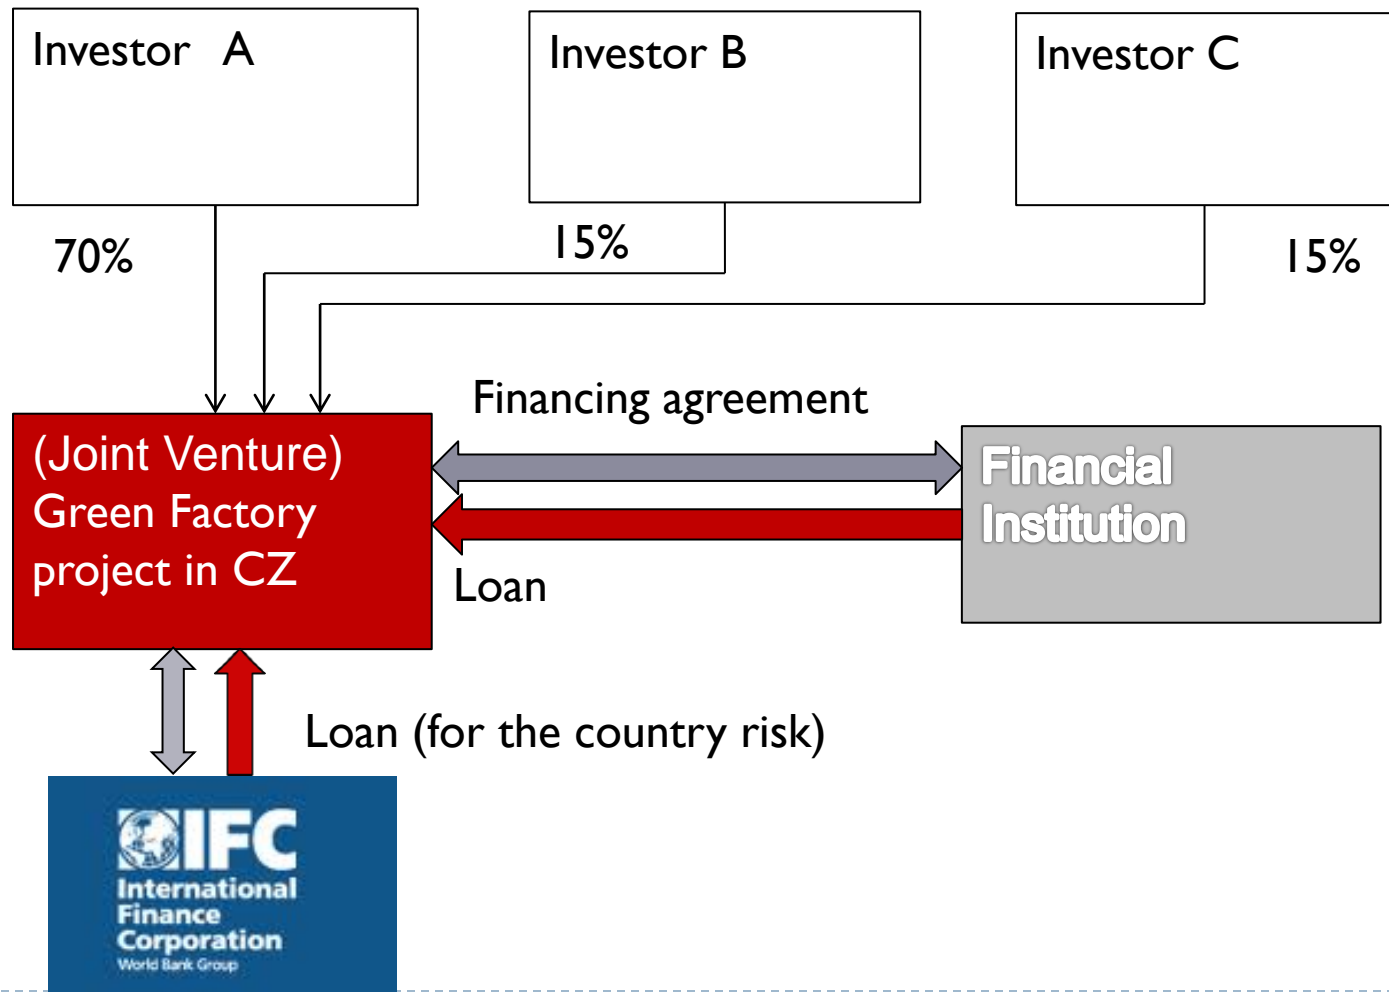 Investor A
Investor B
Investor C
70%
15%
15%
Financing agreement
(Joint Venture)
Green Factory
project in CZ
Financial
Institution
Loan
Loan (for the country risk)
IFC
International
Finance
Corporation
World Bank Group